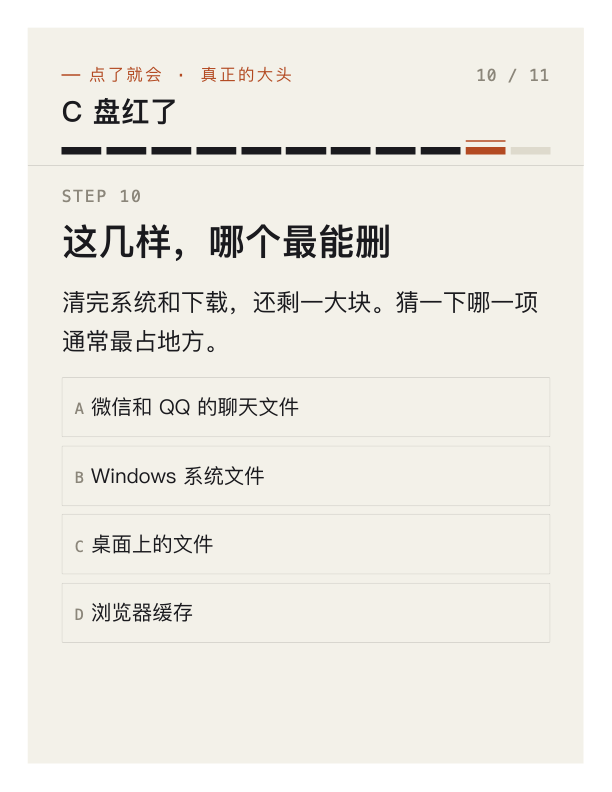 — 点了就会 · 真正的大头
10 / 11
C 盘红了
STEP 10
这几样，哪个最能删
清完系统和下载，还剩一大块。猜一下哪一项
通常最占地方。
A 微信和 QQ 的聊天文件
B Windows 系统文件
C 桌面上的文件
D 浏览器缓存